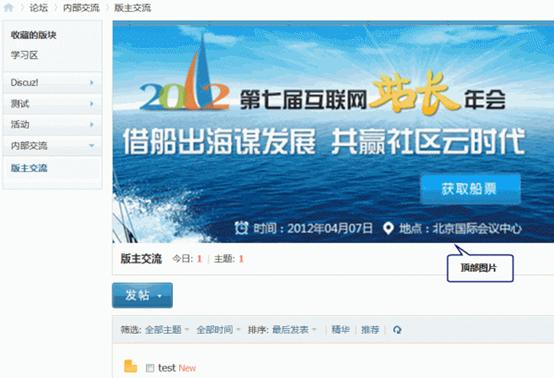 论坛 › 内部交流 › 版主交流
收藏的版块
学习区
Discuz!
测试
活动
内部交流
版主交流
2012 第七届互联网站长年会
借船出海谋发展 共赢社区云时代
获取船票
时间：2012年04月07日 地点：北京国际会议中心
顶部图片
版主交流 今日: 1 | 主题: 1
发帖
筛选: 全部主题 全部时间 排序: 最后发表 | 精华 | 推荐 |
test New